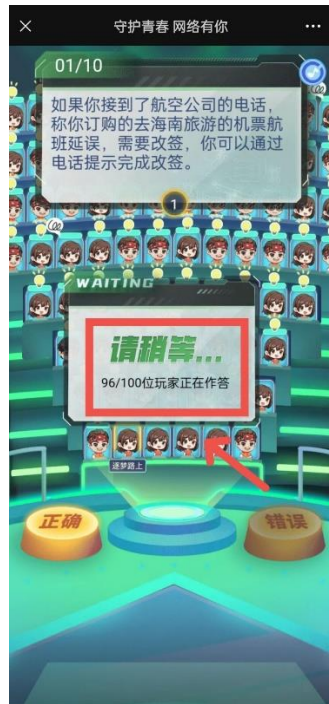 守护青春 网络有你
01/10
如果你接到了航空公司的电话，
称你订购的去海南旅游的机票航
班延误，需要改签，你可以通过
电话提示完成改签。
1
WAITING
请稍等...
96/100位玩家正在作答
逐梦路上
正确
错误